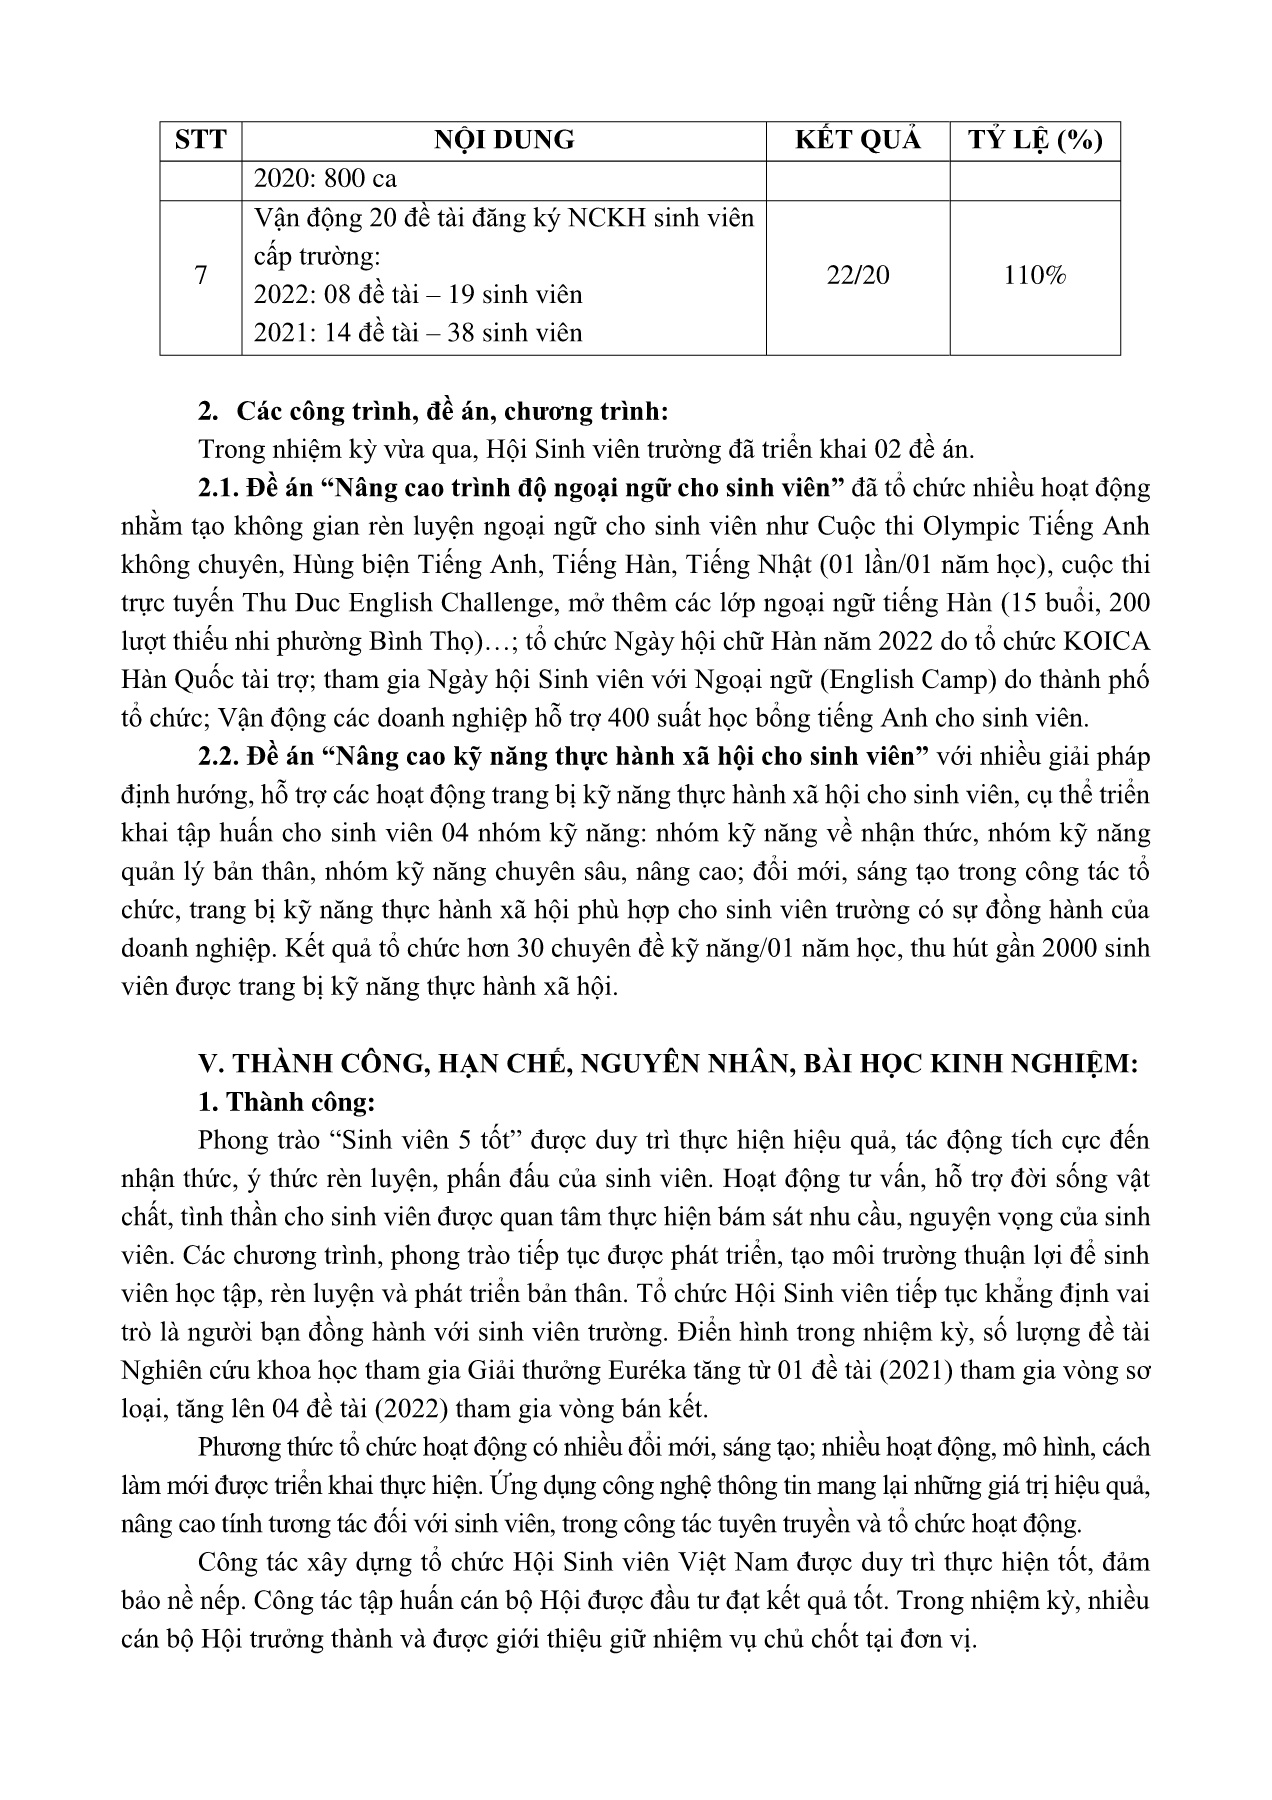 STT NỘI DUNG KẾT QUẢ TỶ LỆ (%)
2020: 800 ca
Vận động 20 đề tài đăng ký NCKH sinh viên
cấp trường:
7 22/20 110%
2022: 08 đề tài – 19 sinh viên
2021: 14 đề tài – 38 sinh viên
2. Các công trình, đề án, chương trình:
Trong nhiệm kỳ vừa qua, Hội Sinh viên trường đã triển khai 02 đề án.
2.1. Đề án “Nâng cao trình độ ngoại ngữ cho sinh viên” đã tổ chức nhiều hoạt động
nhằm tạo không gian rèn luyện ngoại ngữ cho sinh viên như Cuộc thi Olympic Tiếng Anh
không chuyên, Hùng biện Tiếng Anh, Tiếng Hàn, Tiếng Nhật (01 lần/01 năm học), cuộc thi
trực tuyến Thu Duc English Challenge, mở thêm các lớp ngoại ngữ tiếng Hàn (15 buổi, 200
lượt thiếu nhi phường Bình Thọ)…; tổ chức Ngày hội chữ Hàn năm 2022 do tổ chức KOICA
Hàn Quốc tài trợ; tham gia Ngày hội Sinh viên với Ngoại ngữ (English Camp) do thành phố
tổ chức; Vận động các doanh nghiệp hỗ trợ 400 suất học bổng tiếng Anh cho sinh viên.
2.2. Đề án “Nâng cao kỹ năng thực hành xã hội cho sinh viên” với nhiều giải pháp
định hướng, hỗ trợ các hoạt động trang bị kỹ năng thực hành xã hội cho sinh viên, cụ thể triển
khai tập huấn cho sinh viên 04 nhóm kỹ năng: nhóm kỹ năng về nhận thức, nhóm kỹ năng
quản lý bản thân, nhóm kỹ năng chuyên sâu, nâng cao; đổi mới, sáng tạo trong công tác tổ
chức, trang bị kỹ năng thực hành xã hội phù hợp cho sinh viên trường có sự đồng hành của
doanh nghiệp. Kết quả tổ chức hơn 30 chuyên đề kỹ năng/01 năm học, thu hút gần 2000 sinh
viên được trang bị kỹ năng thực hành xã hội.
V. THÀNH CÔNG, HẠN CHẾ, NGUYÊN NHÂN, BÀI HỌC KINH NGHIỆM:
1. Thành công:
Phong trào “Sinh viên 5 tốt” được duy trì thực hiện hiệu quả, tác động tích cực đến
nhận thức, ý thức rèn luyện, phấn đấu của sinh viên. Hoạt động tư vấn, hỗ trợ đời sống vật
chất, tình thần cho sinh viên được quan tâm thực hiện bám sát nhu cầu, nguyện vọng của sinh
viên. Các chương trình, phong trào tiếp tục được phát triển, tạo môi trường thuận lợi để sinh
viên học tập, rèn luyện và phát triển bản thân. Tổ chức Hội Sinh viên tiếp tục khẳng định vai
trò là người bạn đồng hành với sinh viên trường. Điển hình trong nhiệm kỳ, số lượng đề tài
Nghiên cứu khoa học tham gia Giải thưởng Euréka tăng từ 01 đề tài (2021) tham gia vòng sơ
loại, tăng lên 04 đề tài (2022) tham gia vòng bán kết.
Phương thức tổ chức hoạt động có nhiều đổi mới, sáng tạo; nhiều hoạt động, mô hình, cách
làm mới được triển khai thực hiện. Ứng dụng công nghệ thông tin mang lại những giá trị hiệu quả,
nâng cao tính tương tác đối với sinh viên, trong công tác tuyên truyền và tổ chức hoạt động.
Công tác xây dựng tổ chức Hội Sinh viên Việt Nam được duy trì thực hiện tốt, đảm
bảo nề nếp. Công tác tập huấn cán bộ Hội được đầu tư đạt kết quả tốt. Trong nhiệm kỳ, nhiều
cán bộ Hội trưởng thành và được giới thiệu giữ nhiệm vụ chủ chốt tại đơn vị.